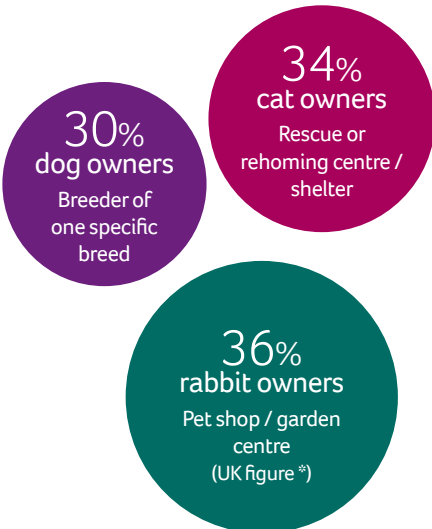 34%
cat owners
Rescue or
rehoming centre /
shelter
30%
dog owners
Breeder of
one specific
breed
36%
rabbit owners
Pet shop / garden
centre
(UK figure *)